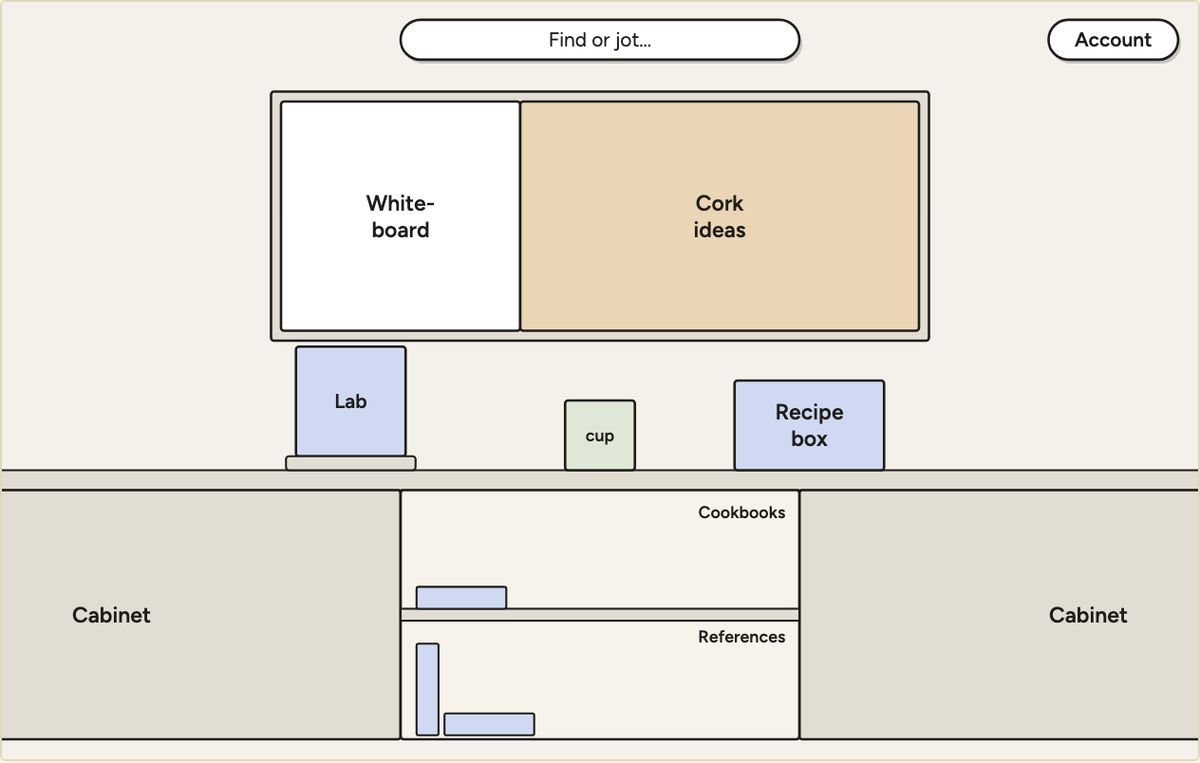 Find or jot...
Account
White-
board
Cork
ideas
Lab
cup
Recipe
box
Cookbooks
Cabinet
Cabinet
References